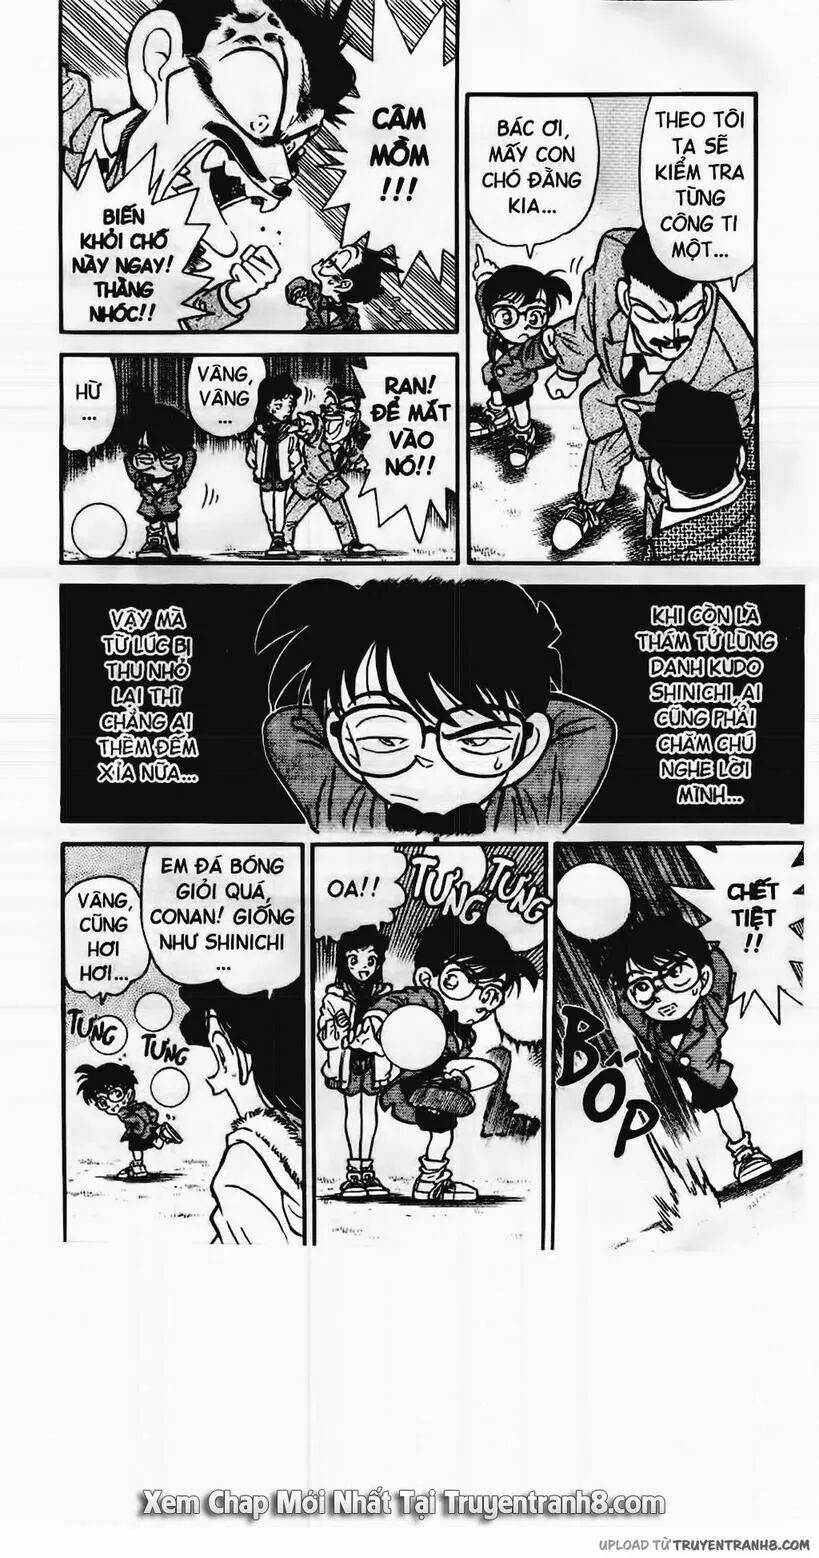 THEO TÔI
TA SẼ
KIỂM TRA
TỪNG
CÔNG TI
MỘT...
BÁC ƠI,
MẤY CON
CHÓ ĐẰNG
KIA...
CÂM
MỒM
!!!
BIẾN
KHỎI CHỖ
NÀY NGAY!
THẰNG
NHÓC!!
RAN!
ĐỂ MẮT
VÀO
NÓ!!
VÂNG,
VÂNG
...
HỪ
...
KHI CÒN LÀ
THÁM TỬ LỪNG
DANH KUDO
SHINICHI, AI
CŨNG PHẢI
CHĂM CHÚ
NGHE LỜI
MÌNH...
VẬY MÀ
TỪ LÚC BỊ
THU NHỎ
LẠI THÌ
CHẲNG AI
THÈM ĐẾM
XỈA NỮA...
CHẾT
TIỆT
!!
BỐP
TƯNG
TƯNG
OA!!
EM ĐÁ BÓNG
GIỎI QUÁ,
CONAN! GIỐNG
NHƯ SHINICHI
...
VÂNG,
CŨNG
HƠI
HƠI...
TƯNG
TƯNG
Xem Chap Mới Nhất Tại Truyentranh8.com
UPLOAD TỪ TRUYENTRANH8.COM